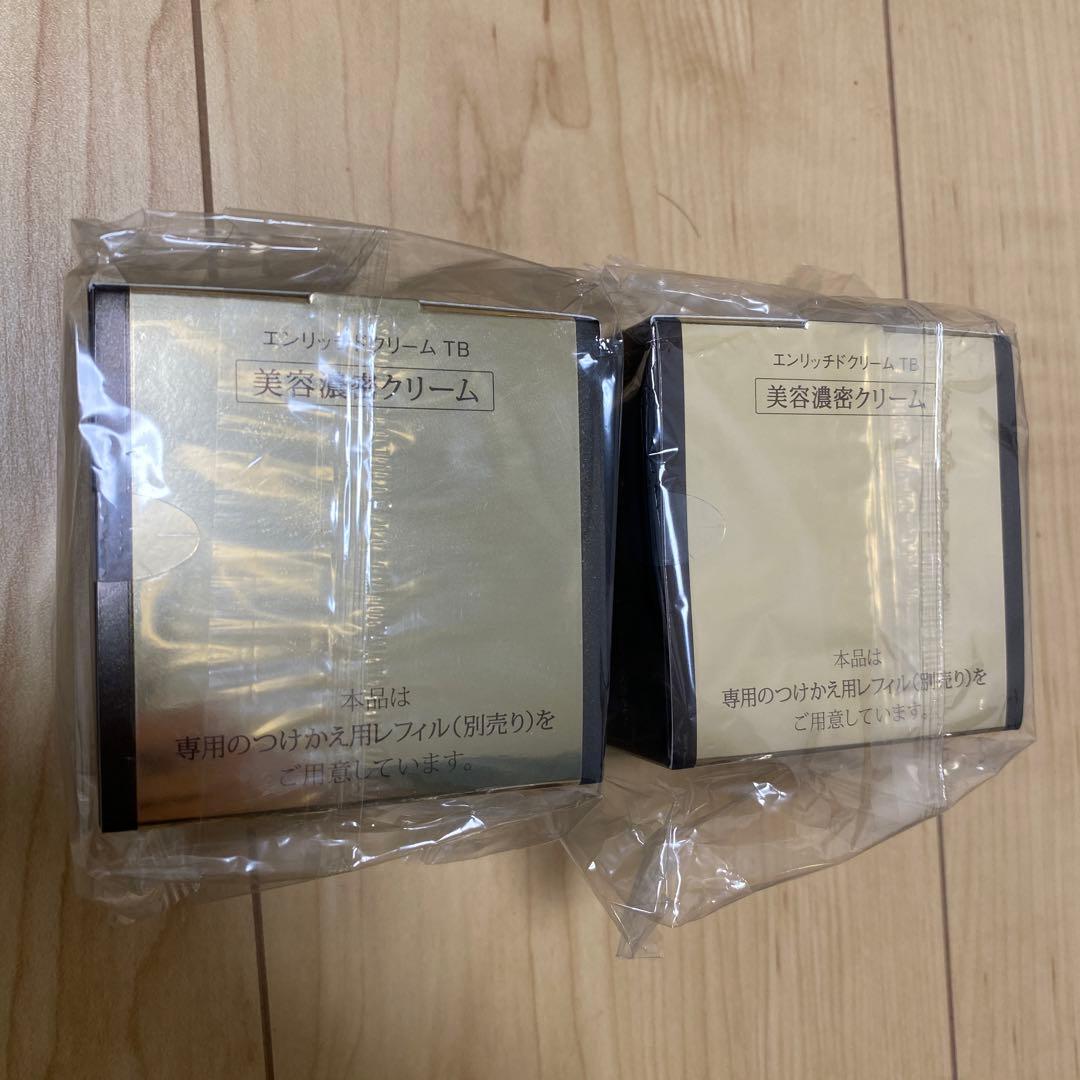 エンリッチドクリーム TB
美容濃密クリーム
本品は
専用のつけかえ用レフィル(別売り)を
ご用意しています。
エンリッチドクリーム TB
美容濃密クリーム
本品は
専用のつけかえ用レフィル(別売り)を
ご用意しています。